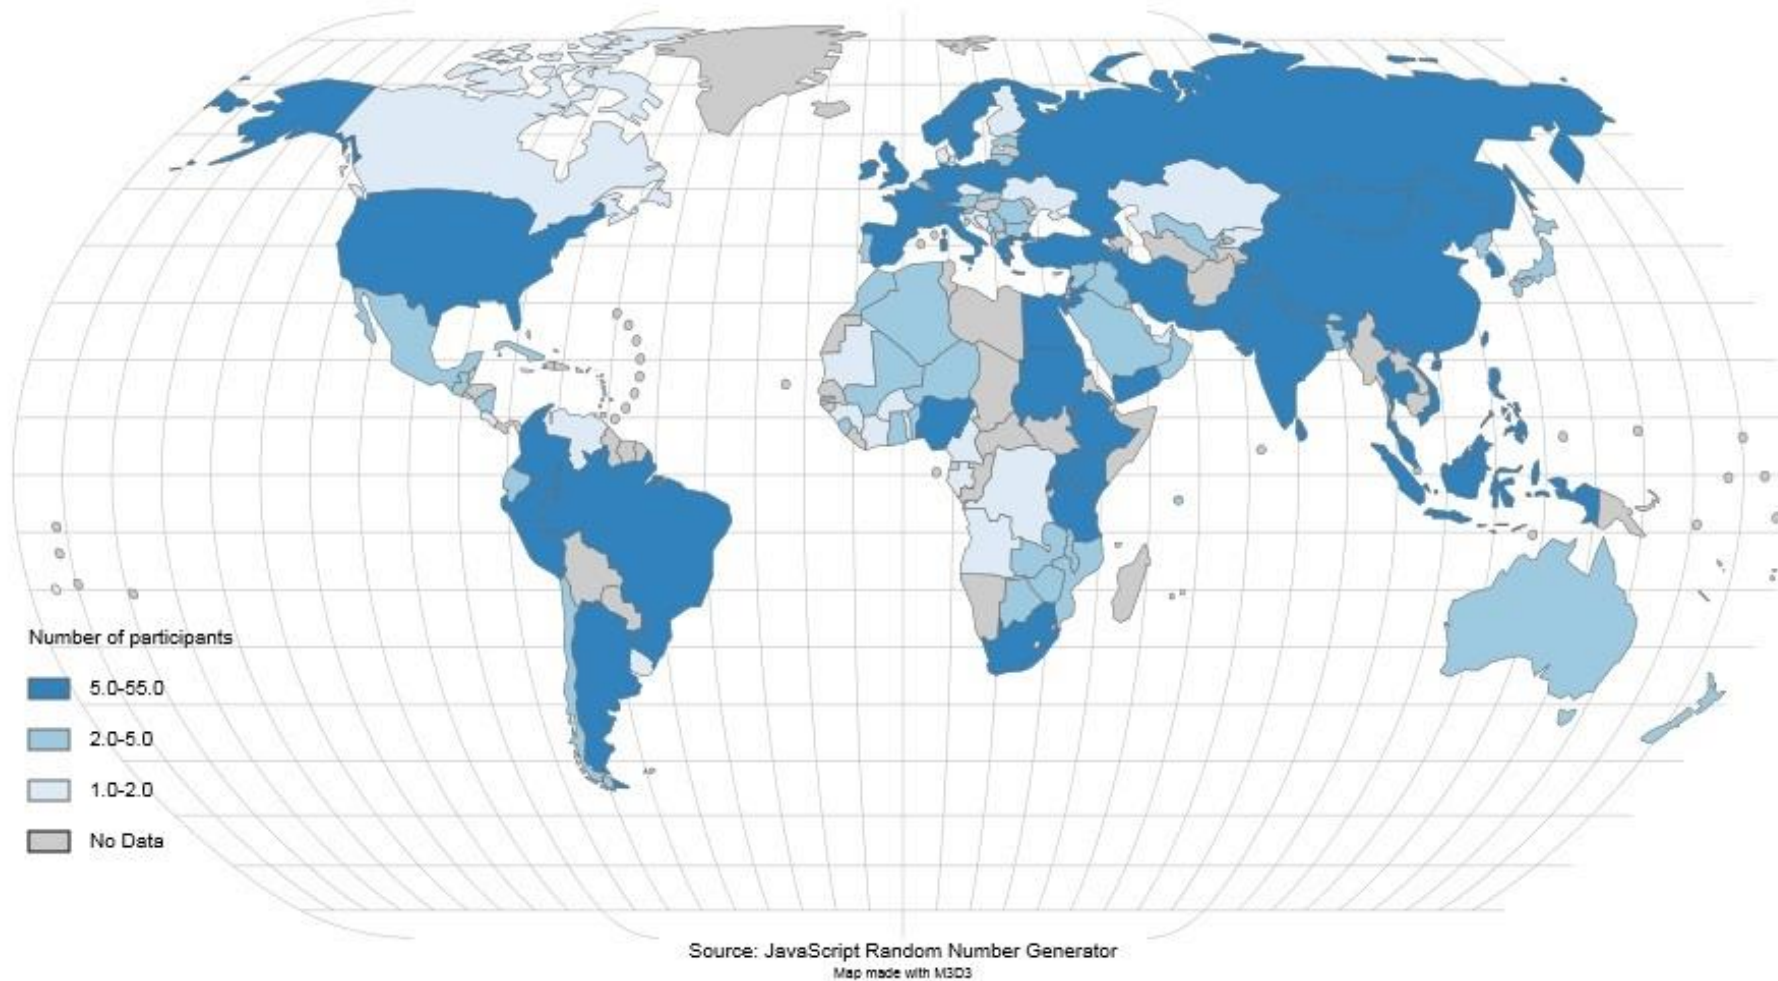 Number of participants
5.0-55.0
2.0-5.0
1.0-2.0
No Data
Source: JavaScript Random Number Generator
Map made with M3D3